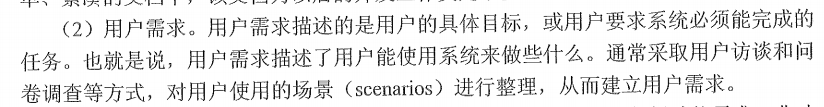 （2）用户需求。用户需求描述的是用户的具体目标，或用户要求系统必须能完成的
任务。也就是说，用户需求描述了用户能使用系统来做些什么。通常采取用户访谈和问
卷调查等方式，对用户使用的场景（scenarios）进行整理，从而建立用户需求。